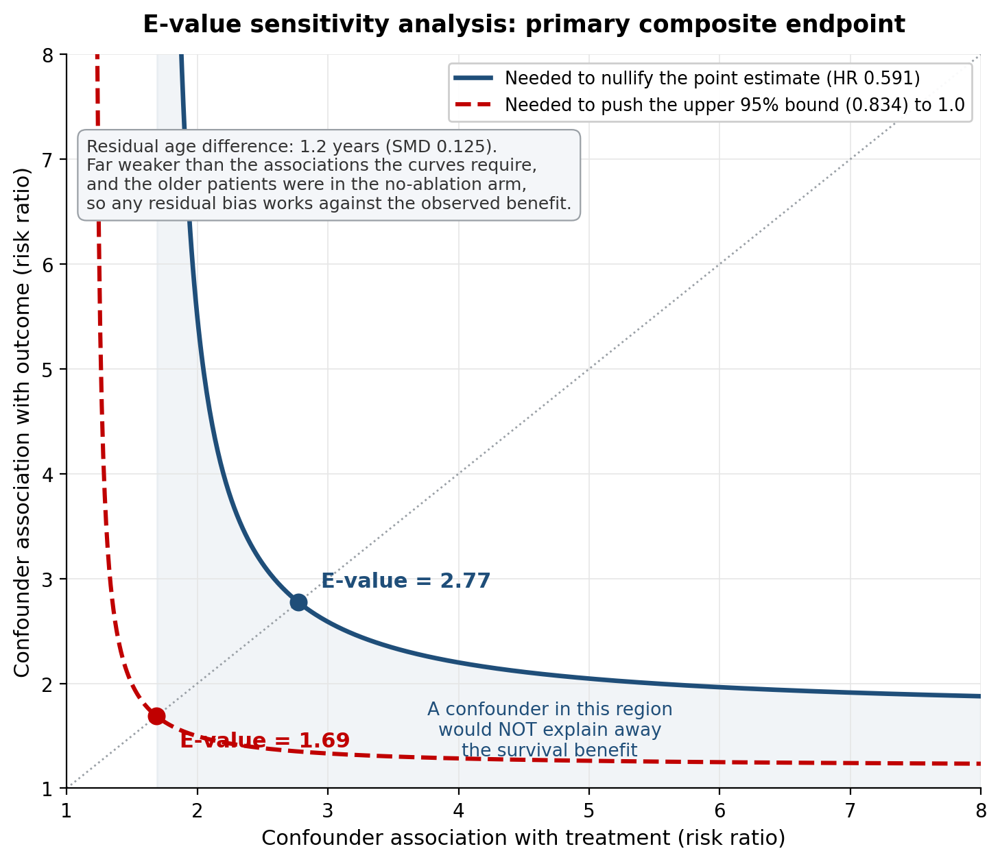 E-value sensitivity analysis: primary composite endpoint
Needed to nullify the point estimate (HR 0.591)
Needed to push the upper 95% bound (0.834) to 1.0
Residual age difference: 1.2 years (SMD 0.125).
Far weaker than the associations the curves require,
and the older patients were in the no-ablation arm,
so any residual bias works against the observed benefit.
Confounder association with outcome (risk ratio)
8
7
6
5
4
3
2
1
E-value = 2.77
E-value = 1.69
A confounder in this region
would NOT explain away
the survival benefit
1 2 3 4 5 6 7 8
Confounder association with treatment (risk ratio)